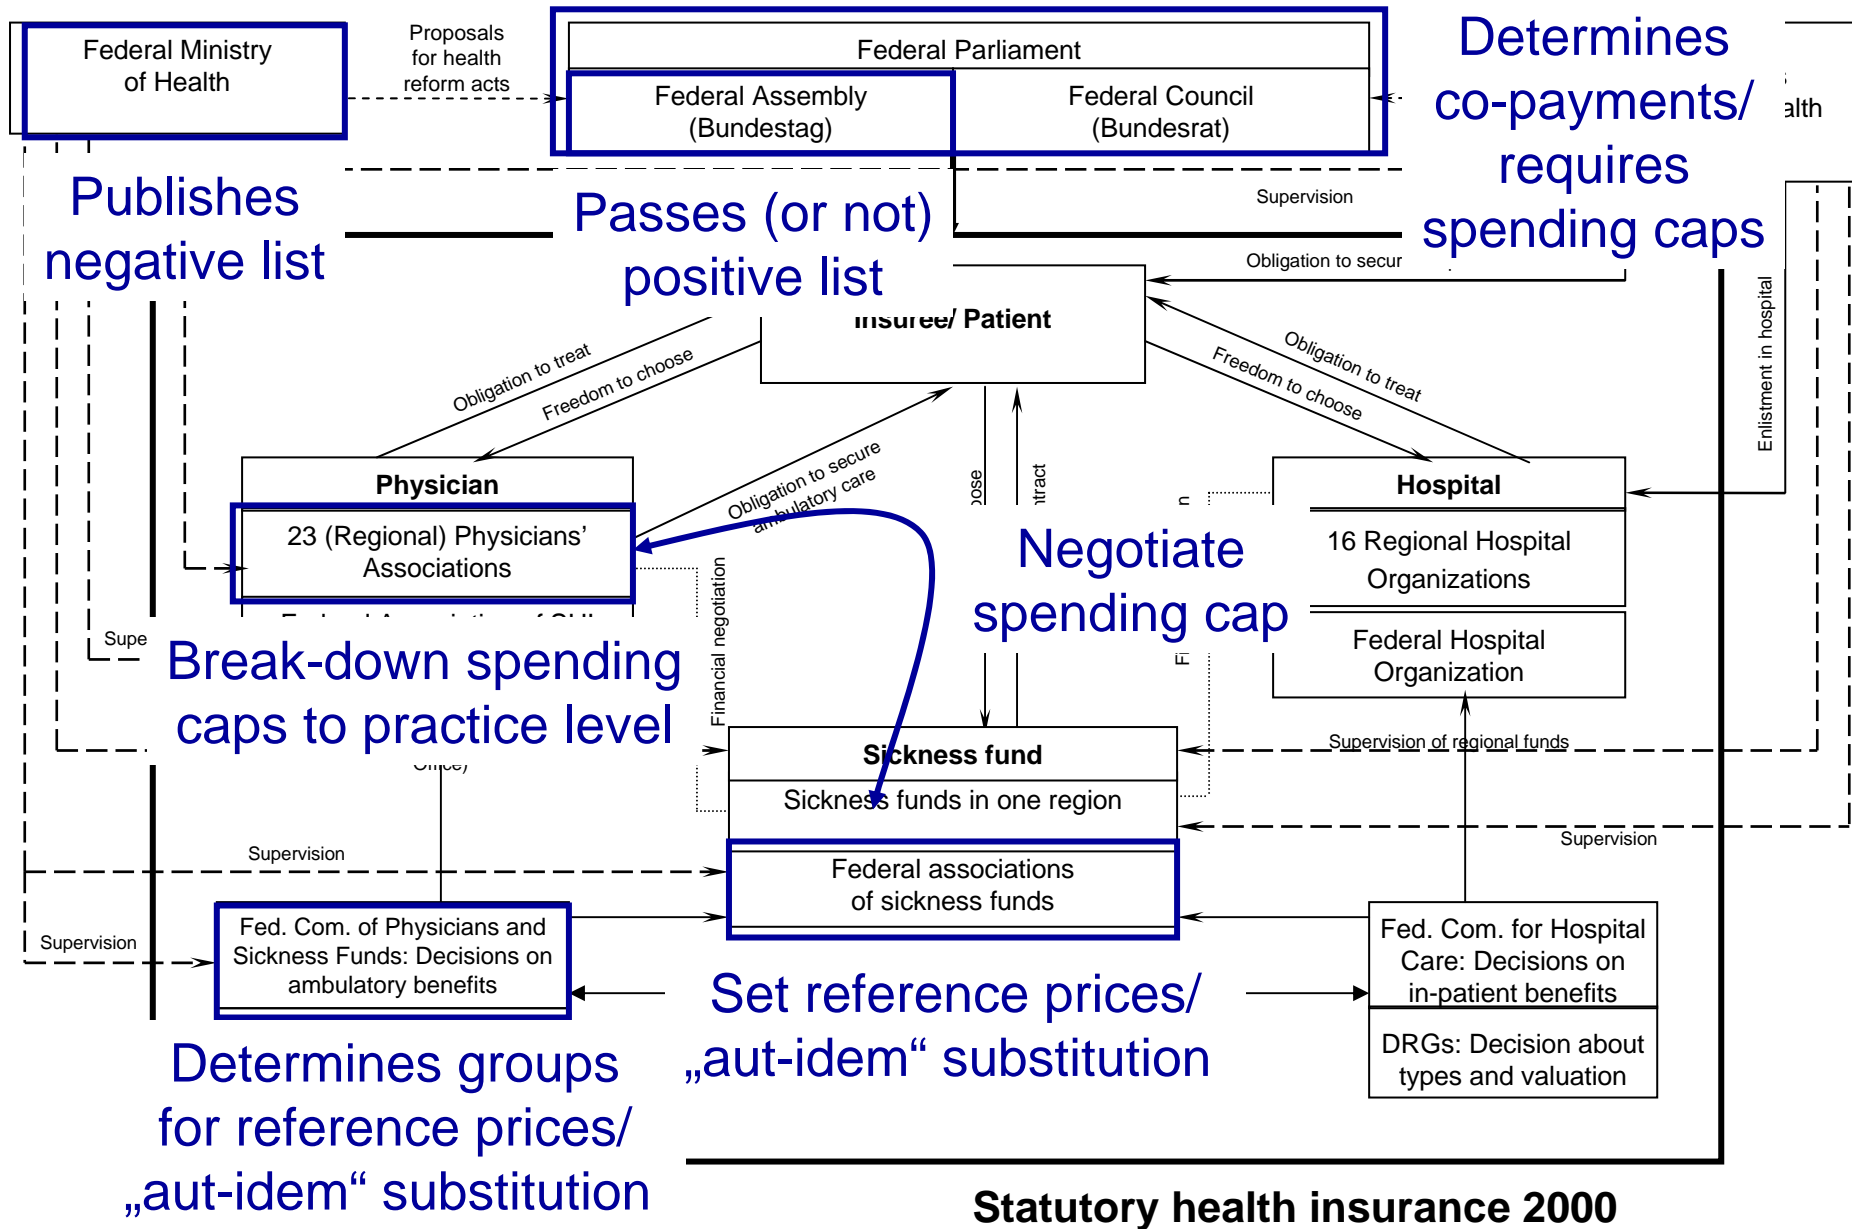 Federal Ministry
of Health
Proposals
for health
reform acts
Federal Parliament
Federal Assembly
(Bundestag)
Federal Council
(Bundesrat)
Determines
co-payments/
requires
spending caps
Publishes
negative list
Passes (or not)
positive list
Supervision
Obligation to
Insuree/ Patient
Enlistment in hospital
Obligation to treat
Freedom to choose
Obligation to treat
Freedom to choose
Physician
23 (Regional) Physicians’
Associations
Obligation to secure
ambulatory care
Hospital
16 Regional Hospital
Organizations
Federal Hospital
Organization
Negotiate
spending cap
Financial negotiation
Break-down spending
caps to practice level
Office)
Sickness fund
Sickness funds in one region
Federal associations
of sickness funds
Supervision of regional funds
Supervision
Supervision
Supervision
Fed. Com. of Physicians and
Sickness Funds: Decisions on
ambulatory benefits
Fed. Com. for Hospital
Care: Decisions on
in-patient benefits
DRGs: Decision about
types and valuation
Set reference prices/
„aut-idem“ substitution
Determines groups
for reference prices/
„aut-idem“ substitution
Statutory health insurance 2000